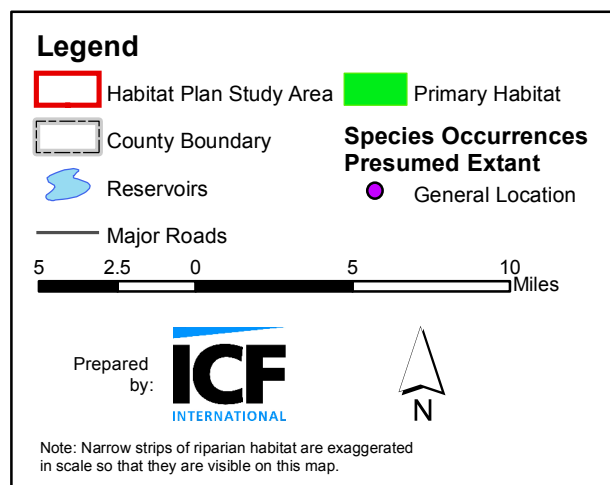 Legend
Habitat Plan Study Area
Primary Habitat
County Boundary
Species Occurrences
Presumed Extant
Reservoirs
General Location
Major Roads
5 2.5 0 5 10
Miles
Prepared
by:
ICF
INTERNATIONAL
N
Note: Narrow strips of riparian habitat are exaggerated
in scale so that they are visible on this map.